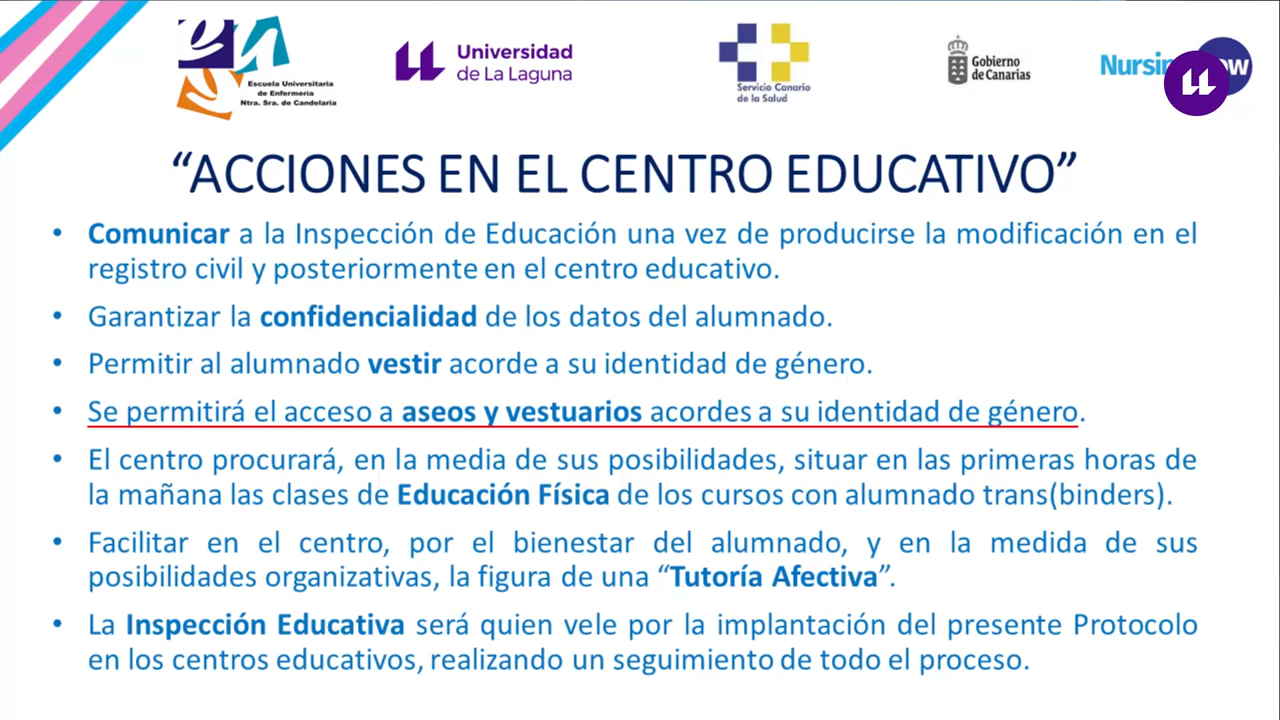 en
Escuela Universitaria
de Enfermería
Ntra. Sra. de Candelaria
Universidad
de La Laguna
Servicio Canario
de la Salud
Gobierno
de Canarias
“ACCIONES EN EL CENTRO EDUCATIVO”
• Comunicar a la Inspección de Educación una vez de producirse la modificación en el
registro civil y posteriormente en el centro educativo.
• Garantizar la confidencialidad de los datos del alumnado.
• Permitir al alumnado vestir acorde a su identidad de género.
• Se permitirá el acceso a aseos y vestuarios acordes a su identidad de género.
• El centro procurará, en la media de sus posibilidades, situar en las primeras horas de
la mañana las clases de Educación Física de los cursos con alumnado trans(binders).
• Facilitar en el centro, por el bienestar del alumnado, y en la medida de sus
posibilidades organizativas, la figura de una “Tutoría Afectiva”.
• La Inspección Educativa será quien vele por la implantación del presente Protocolo
en los centros educativos, realizando un seguimiento de todo el proceso.